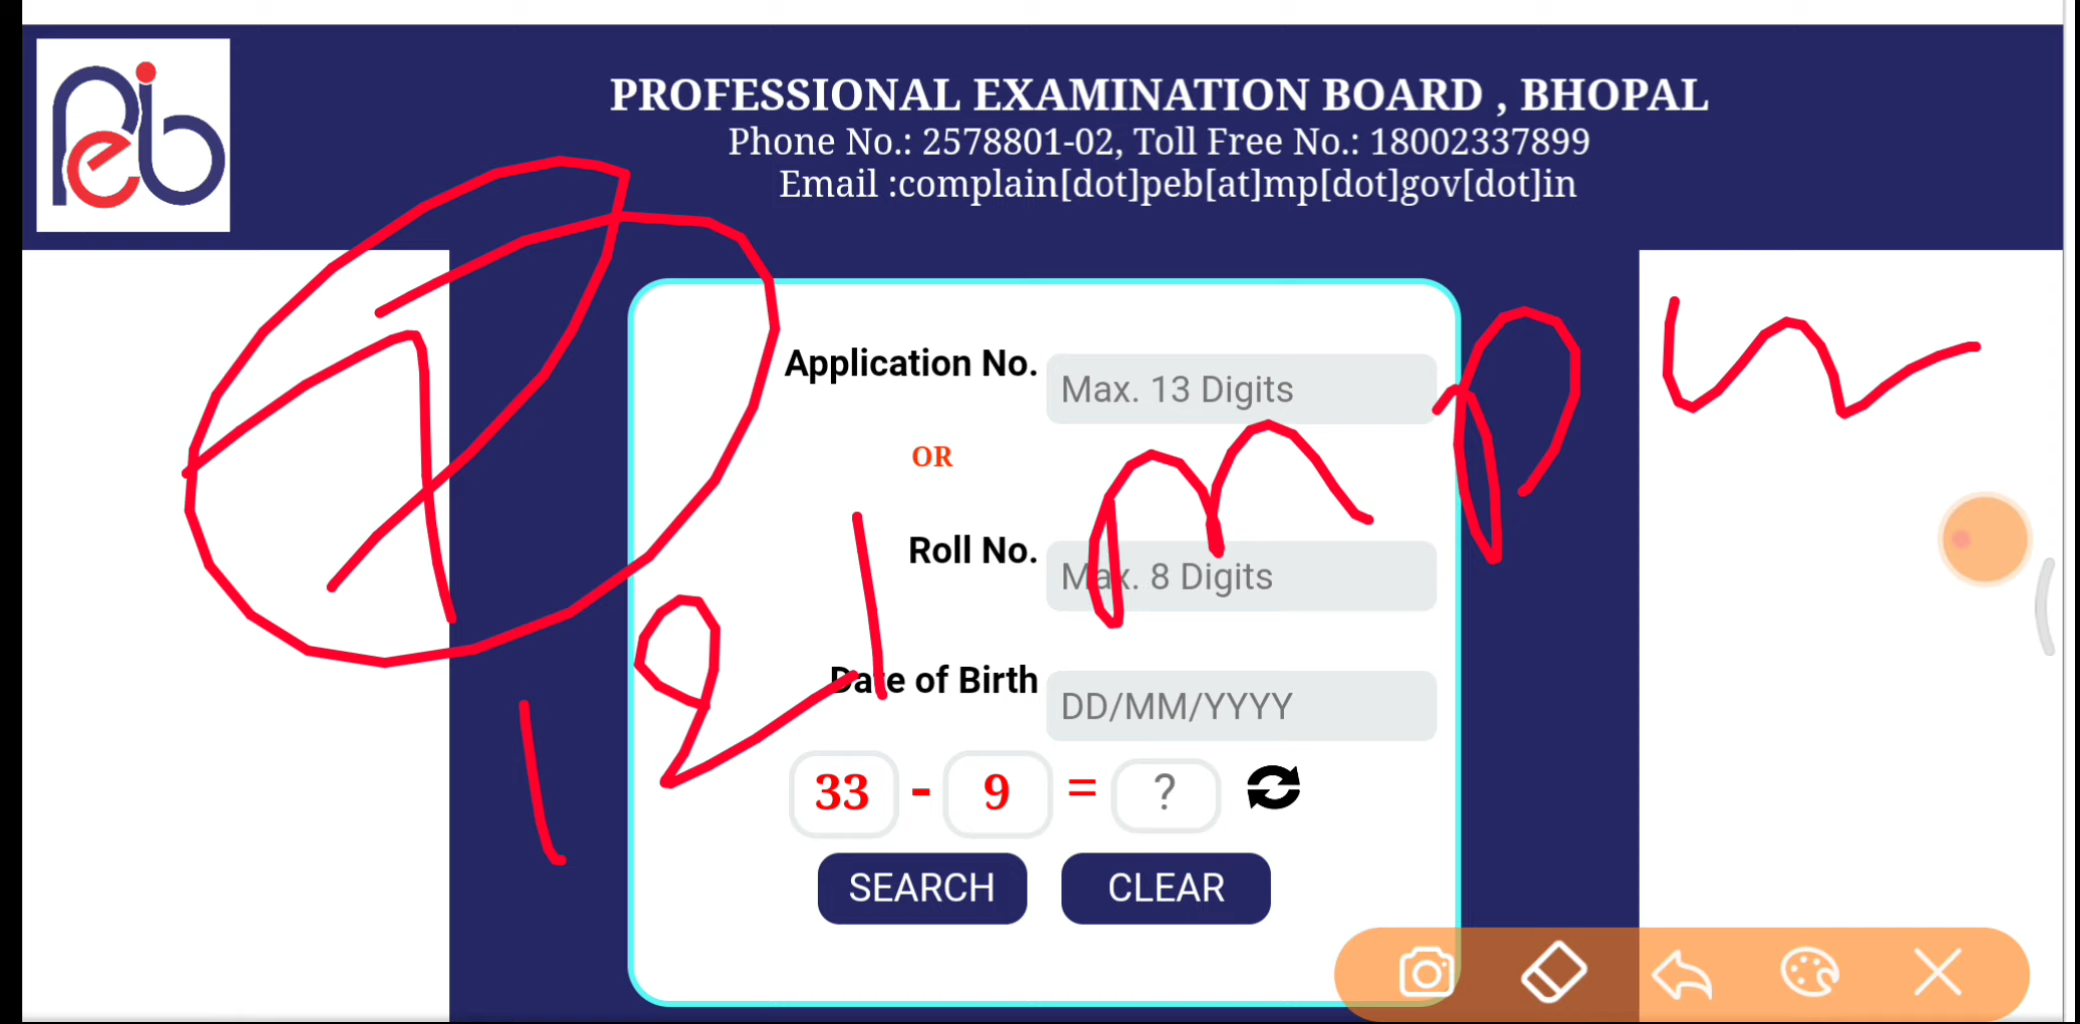 Peb
PROFESSIONAL EXAMINATION BOARD , BHOPAL
Phone No.: 2578801-02, Toll Free No.: 18002337899
Email :complain[dot]peb[at]mp[dot]gov[dot]in
Application No. Max. 13 Digits
OR
Roll No. Max. 8 Digits
Date of Birth DD/MM/YYYY
33 - 9 = ?
SEARCH CLEAR